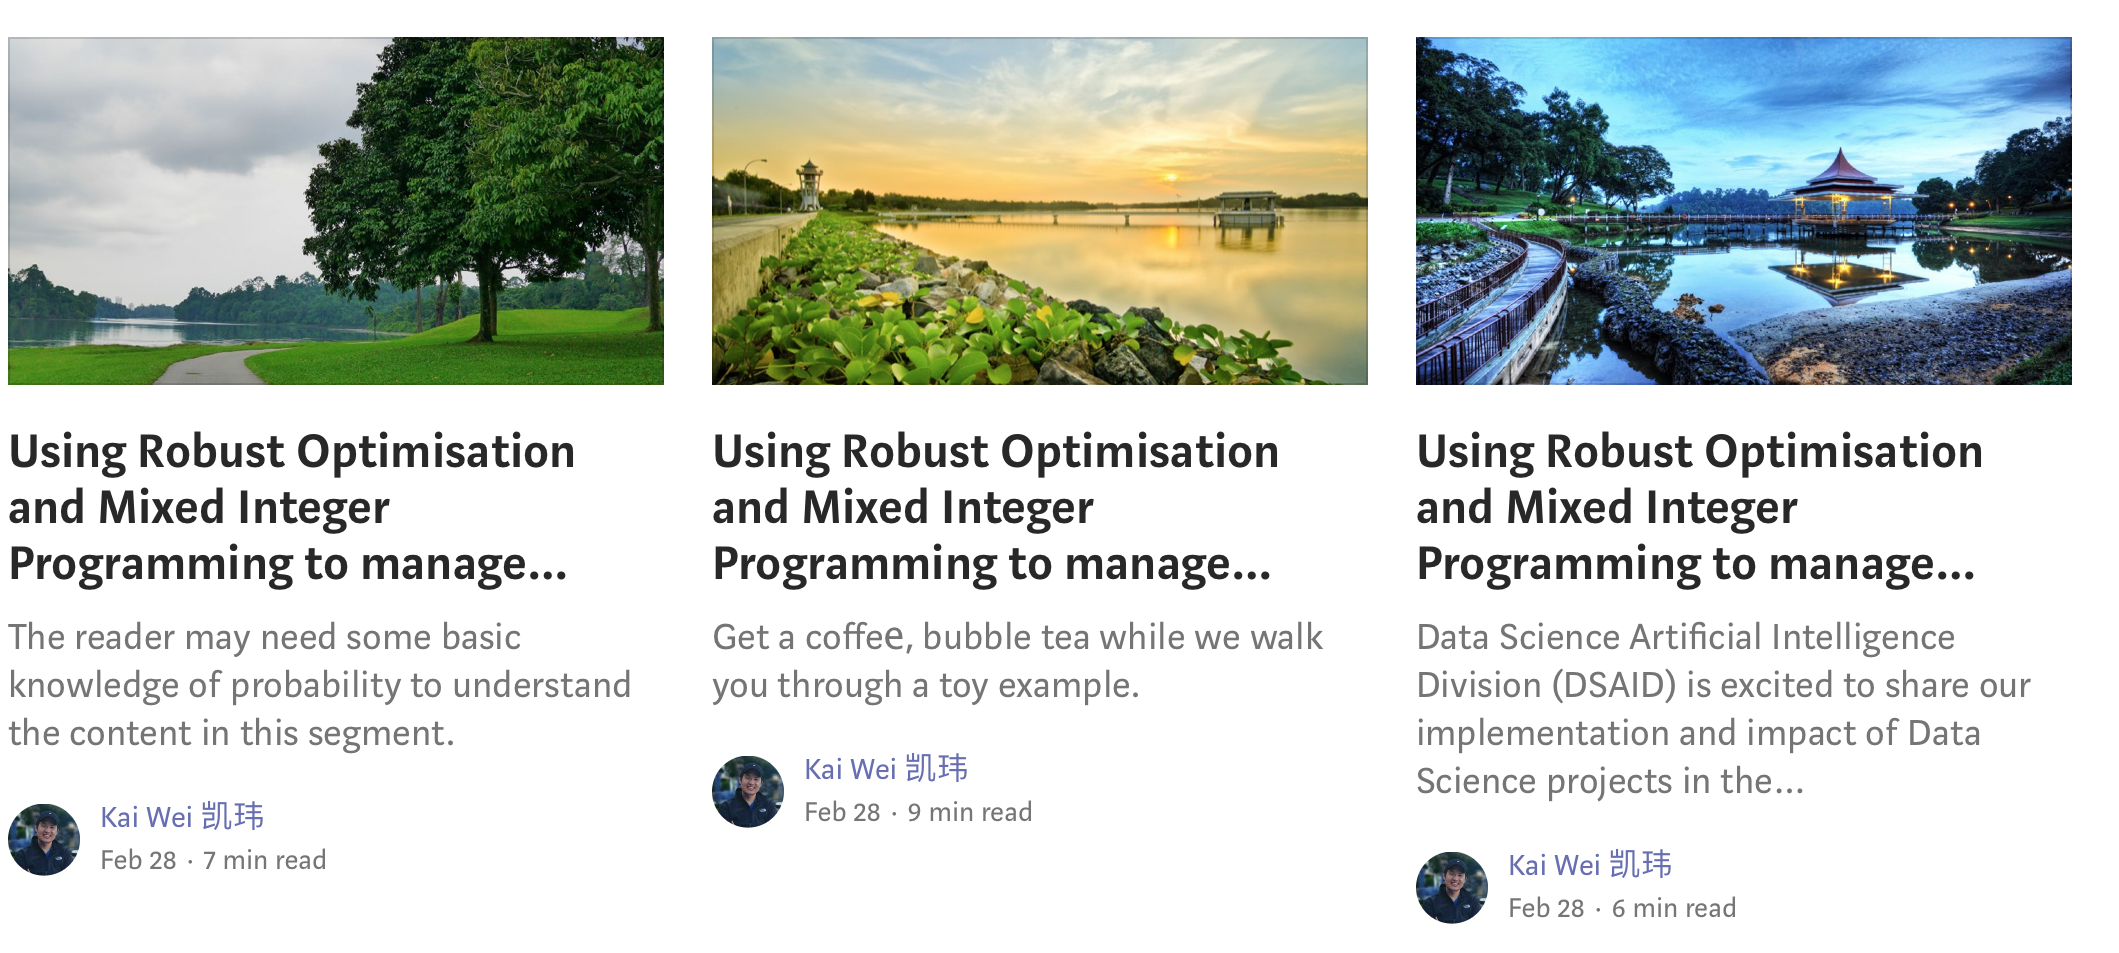 Using Robust Optimisation
and Mixed Integer
Programming to manage...
The reader may need some basic
knowledge of probability to understand
the content in this segment.
Kai Wei 凯玮
Feb 28 · 7 min read
Using Robust Optimisation
and Mixed Integer
Programming to manage...
Get a coffee, bubble tea while we walk
you through a toy example.
Kai Wei 凯玮
Feb 28 · 9 min read
Using Robust Optimisation
and Mixed Integer
Programming to manage...
Data Science Artificial Intelligence
Division (DSAID) is excited to share our
implementation and impact of Data
Science projects in the...
Kai Wei 凯玮
Feb 28 · 6 min read